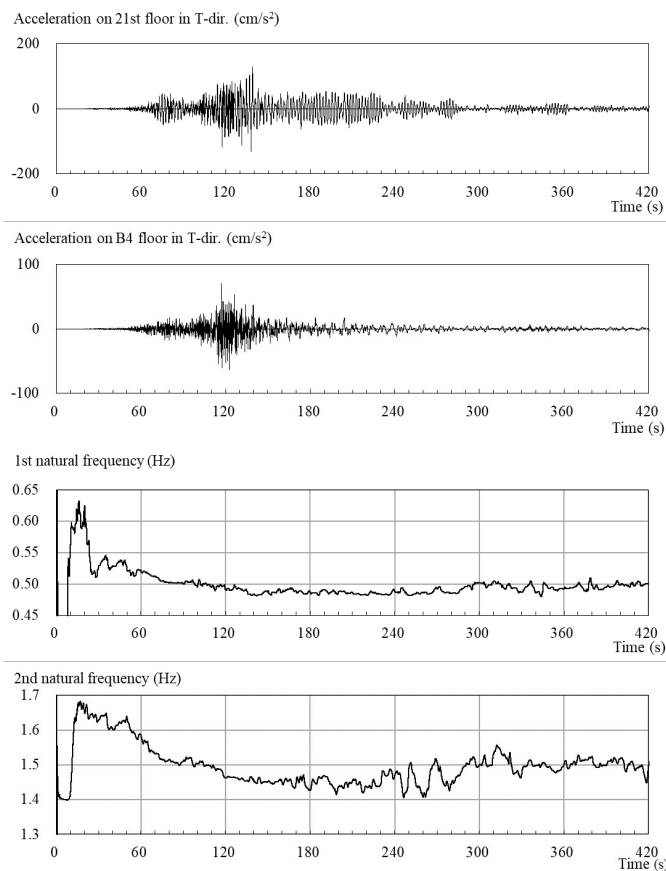 Acceleration on 21st floor in T-dir. (cm/s²)
200
0
-200
0 60 120 180 240 300 360 420
Time (s)
Acceleration on B4 floor in T-dir. (cm/s²)
100
0
-100
0 60 120 180 240 300 360 420
Time (s)
1st natural frequency (Hz)
0.65
0.60
0.55
0.50
0.45
0 60 120 180 240 300 360 420
Time (s)
2nd natural frequency (Hz)
1.7
1.6
1.5
1.4
1.3
0 60 120 180 240 300 360 420
Time (s)